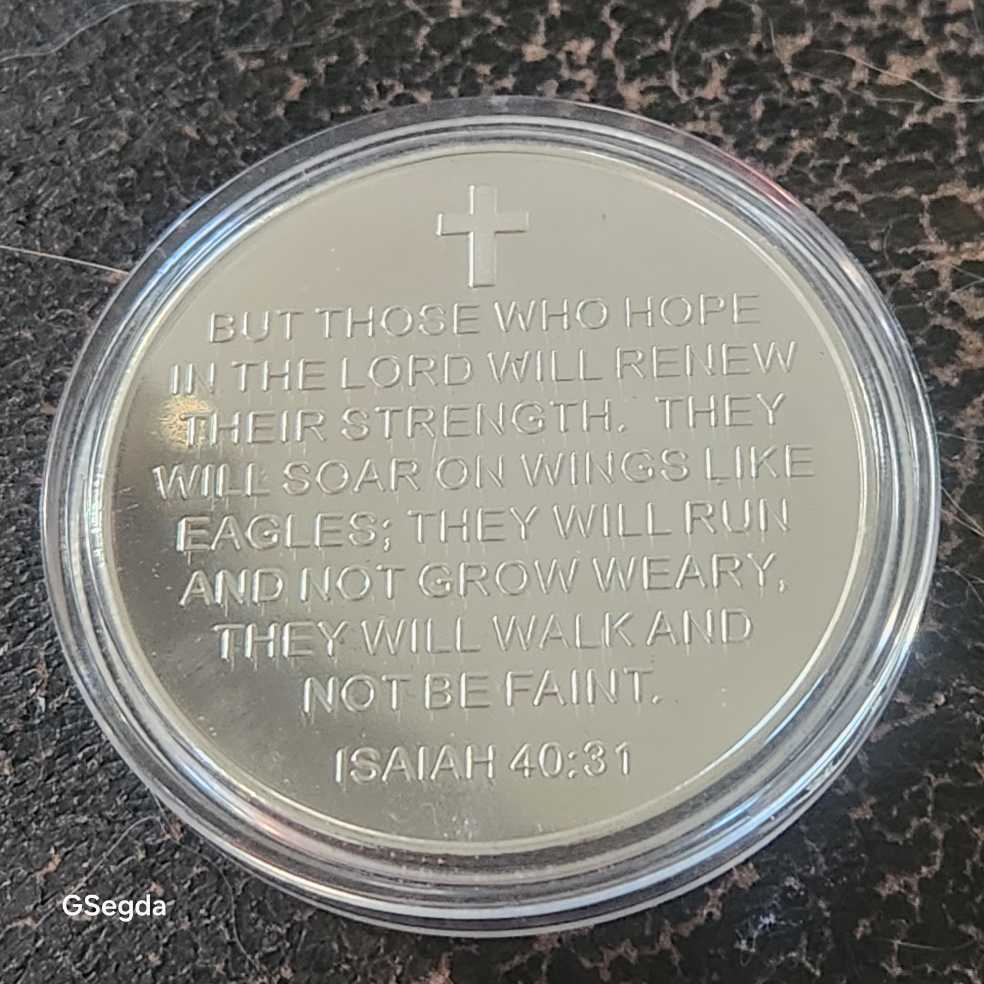 BUT THOSE WHO HOPE
IN THE LORD WILL RENEW
THEIR STRENGTH. THEY
WILL SOAR ON WINGS LIKE
EAGLES; THEY WILL RUN
AND NOT GROW WEARY,
THEY WILL WALK AND
NOT BE FAINT.
ISAIAH 40:31
GSegda